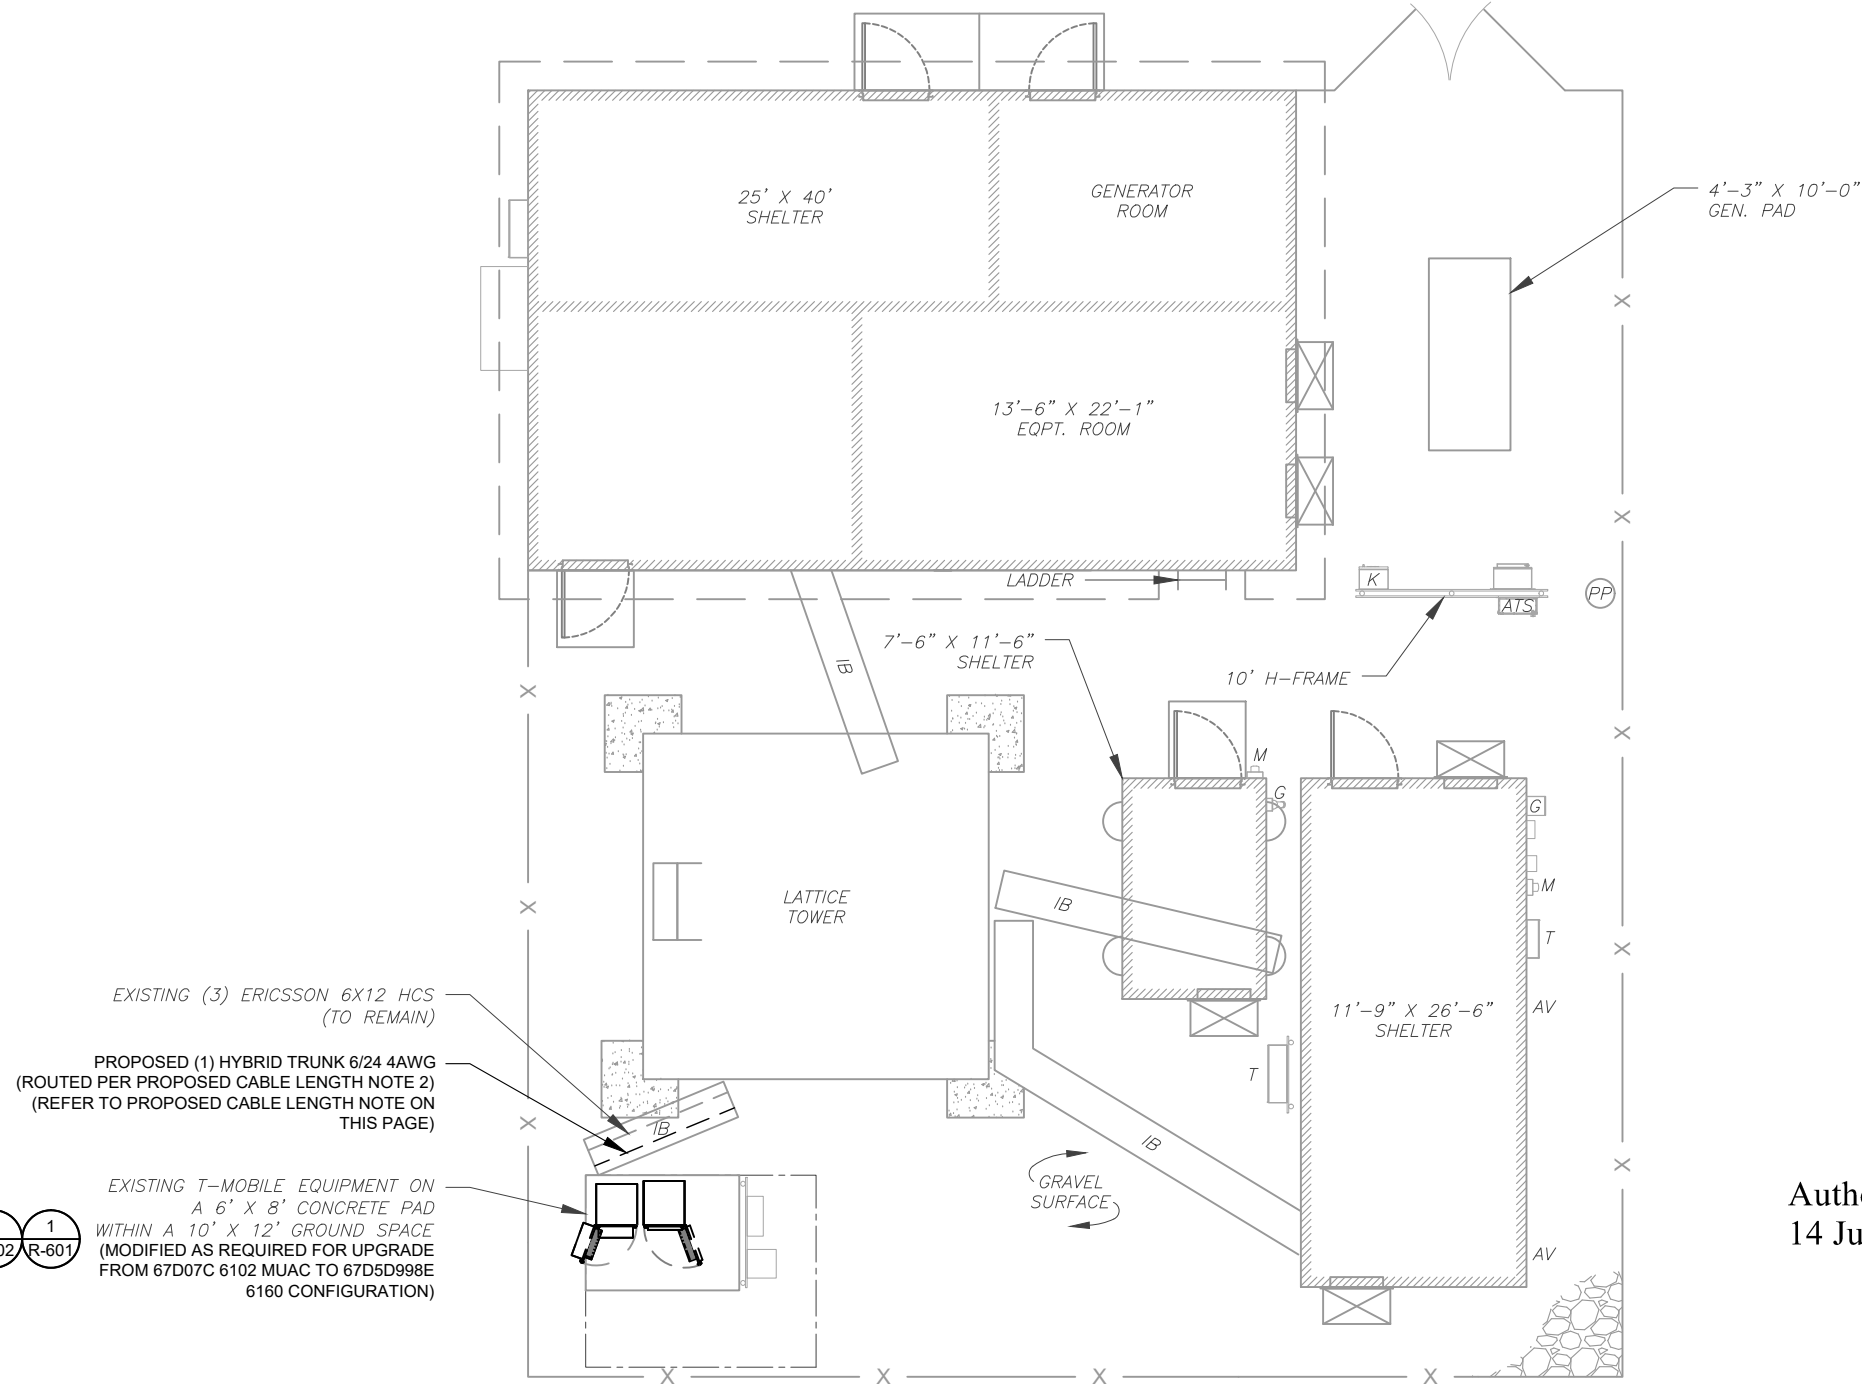 25' X 40'
SHELTER
GENERATOR
ROOM
4'-3" X 10'-0"
GEN. PAD
X
13'-6" X 22'-1"
EQPT. ROOM
X
LADDER
K
ATS
PP
7'-6" X 11'-6"
SHELTER
10' H-FRAME
IB
X
X
M
G
G
M
T
LATTICE
TOWER
IB
X
X
EXISTING (3) ERICSSON 6X12 HCS
(TO REMAIN)
11'-9" X 26'-6"
SHELTER
AV
PROPOSED (1) HYBRID TRUNK 6/24 4AWG
(ROUTED PER PROPOSED CABLE LENGTH NOTE 2)
(REFER TO PROPOSED CABLE LENGTH NOTE ON
THIS PAGE)
T
X
IB
IB
X
EXISTING T-MOBILE EQUIPMENT ON
A 6' X 8' CONCRETE PAD
WITHIN A 10' X 12' GROUND SPACE
(MODIFIED AS REQUIRED FOR UPGRADE
FROM 67D07C 6102 MUAC TO 67D5D998E
6160 CONFIGURATION)
1
02
R-601
GRAVEL
SURFACE
AV
Autho
14 Ju
X
X
X
X